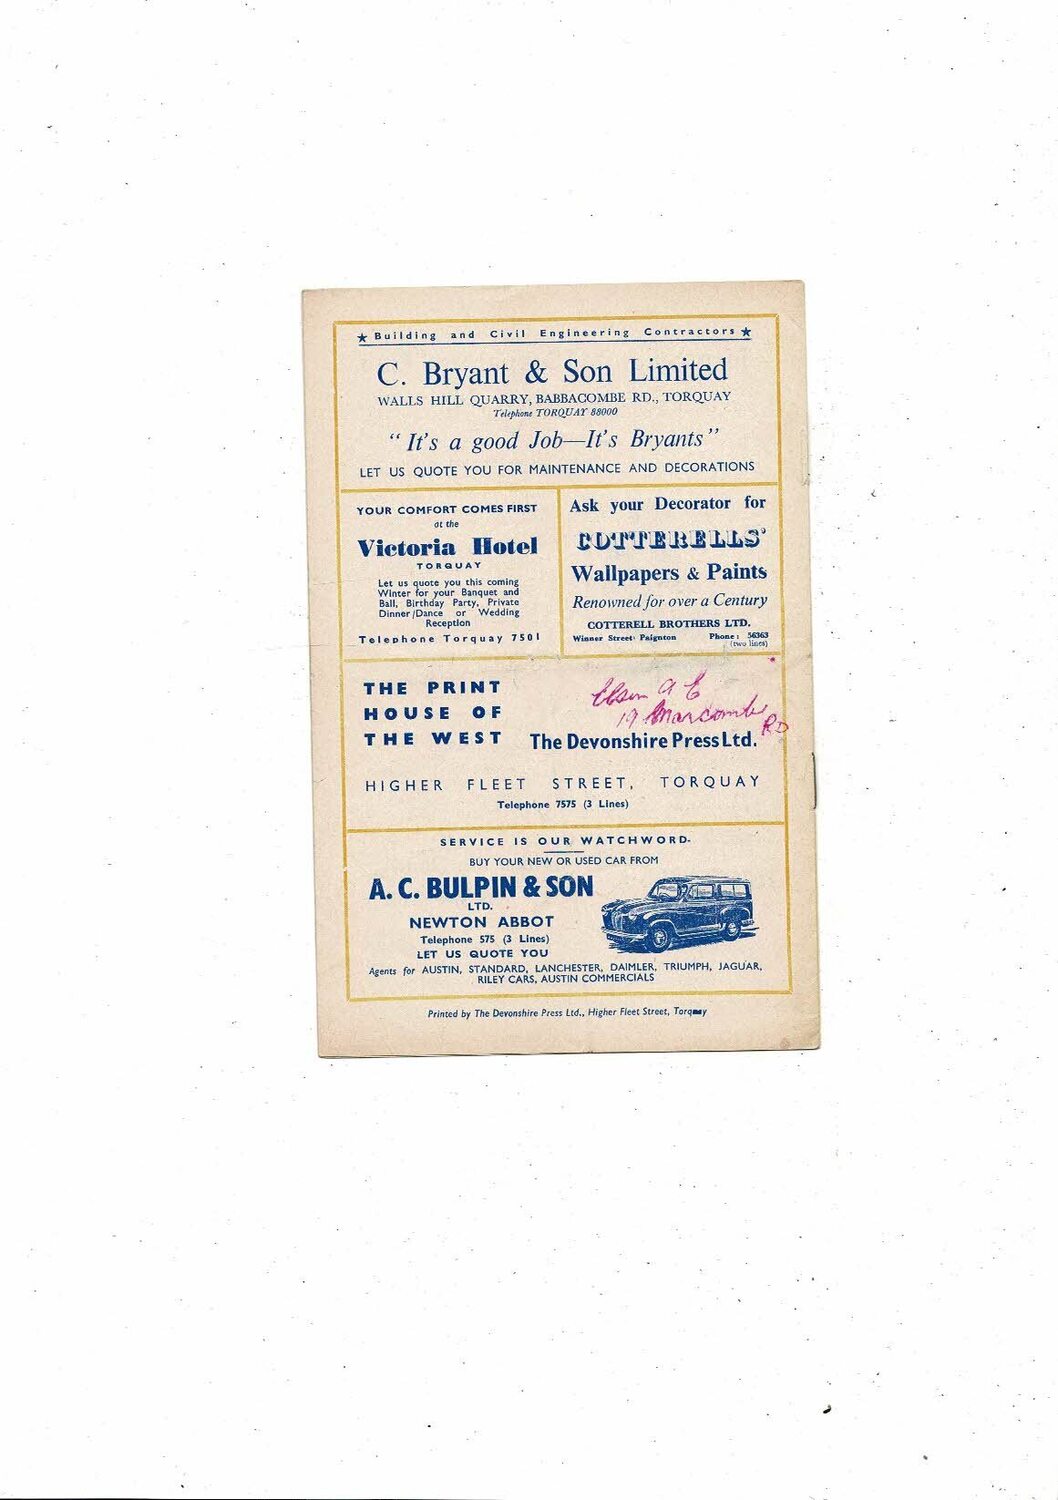 ★ Building and Civil Engineering Contractors ★
C. Bryant & Son Limited
WALLS HILL QUARRY, BABBACOMBE RD., TORQUAY
Telephone TORQUAY 88000
"It's a good Job—It's Bryants"
LET US QUOTE YOU FOR MAINTENANCE AND DECORATIONS
YOUR COMFORT COMES FIRST
at the
Victoria Hotel
TORQUAY
Let us quote you this coming
Winter for your Banquet and
Ball, Birthday Party, Private
Dinner/Dance or Wedding
Reception
Telephone Torquay 7501
Ask your Decorator for
COTTERELLS'
Wallpapers & Paints
Renowned for over a Century
COTTERELL BROTHERS LTD.
Winner Street Paignton Phone: 56363
(two lines)
THE PRINT
HOUSE OF
THE WEST
A E
19 Marcombe
RD
The Devonshire Press Ltd.
HIGHER FLEET STREET, TORQUAY
Telephone 7575 (3 Lines)
SERVICE IS OUR WATCHWORD.
BUY YOUR NEW OR USED CAR FROM
A. C. BULPIN & SON
LTD.
NEWTON ABBOT
Telephone 575 (3 Lines)
LET US QUOTE YOU
Agents for AUSTIN, STANDARD, LANCHESTER, DAIMLER, TRIUMPH, JAGUAR,
RILEY CARS, AUSTIN COMMERCIALS
Printed by The Devonshire Press Ltd., Higher Fleet Street, Torquay